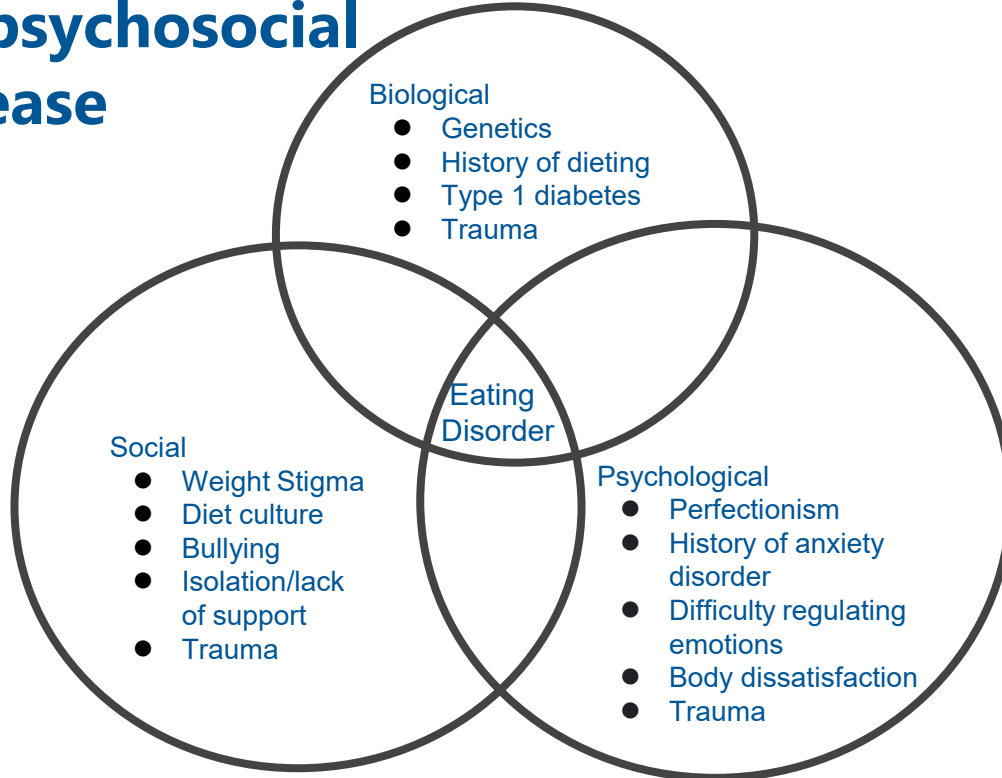 psychosocial
ease
Biological
● Genetics
● History of dieting
● Type 1 diabetes
● Trauma
Eating
Disorder
Social
● Weight Stigma
● Diet culture
● Bullying
● Isolation/lack
of support
● Trauma
Psychological
● Perfectionism
● History of anxiety
disorder
● Difficulty regulating
emotions
● Body dissatisfaction
● Trauma